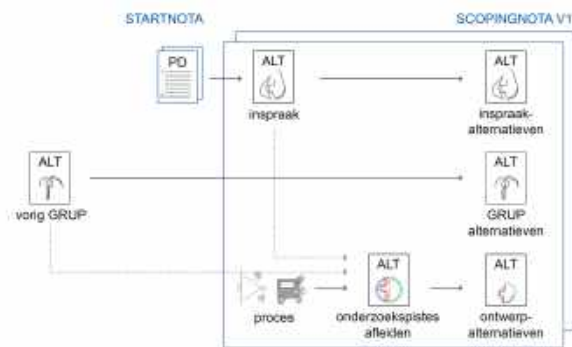 STARTNOTA
SCOPINGNOTA V1
PD
ALT
ALT
inspraak
inspraak-
alternatieven
ALT
ALT
vorig GRUP
GRUP
alternatieven
ALT
ALT
proces
onderzoekspistes
afleiden
ontwerp-
alternatieven